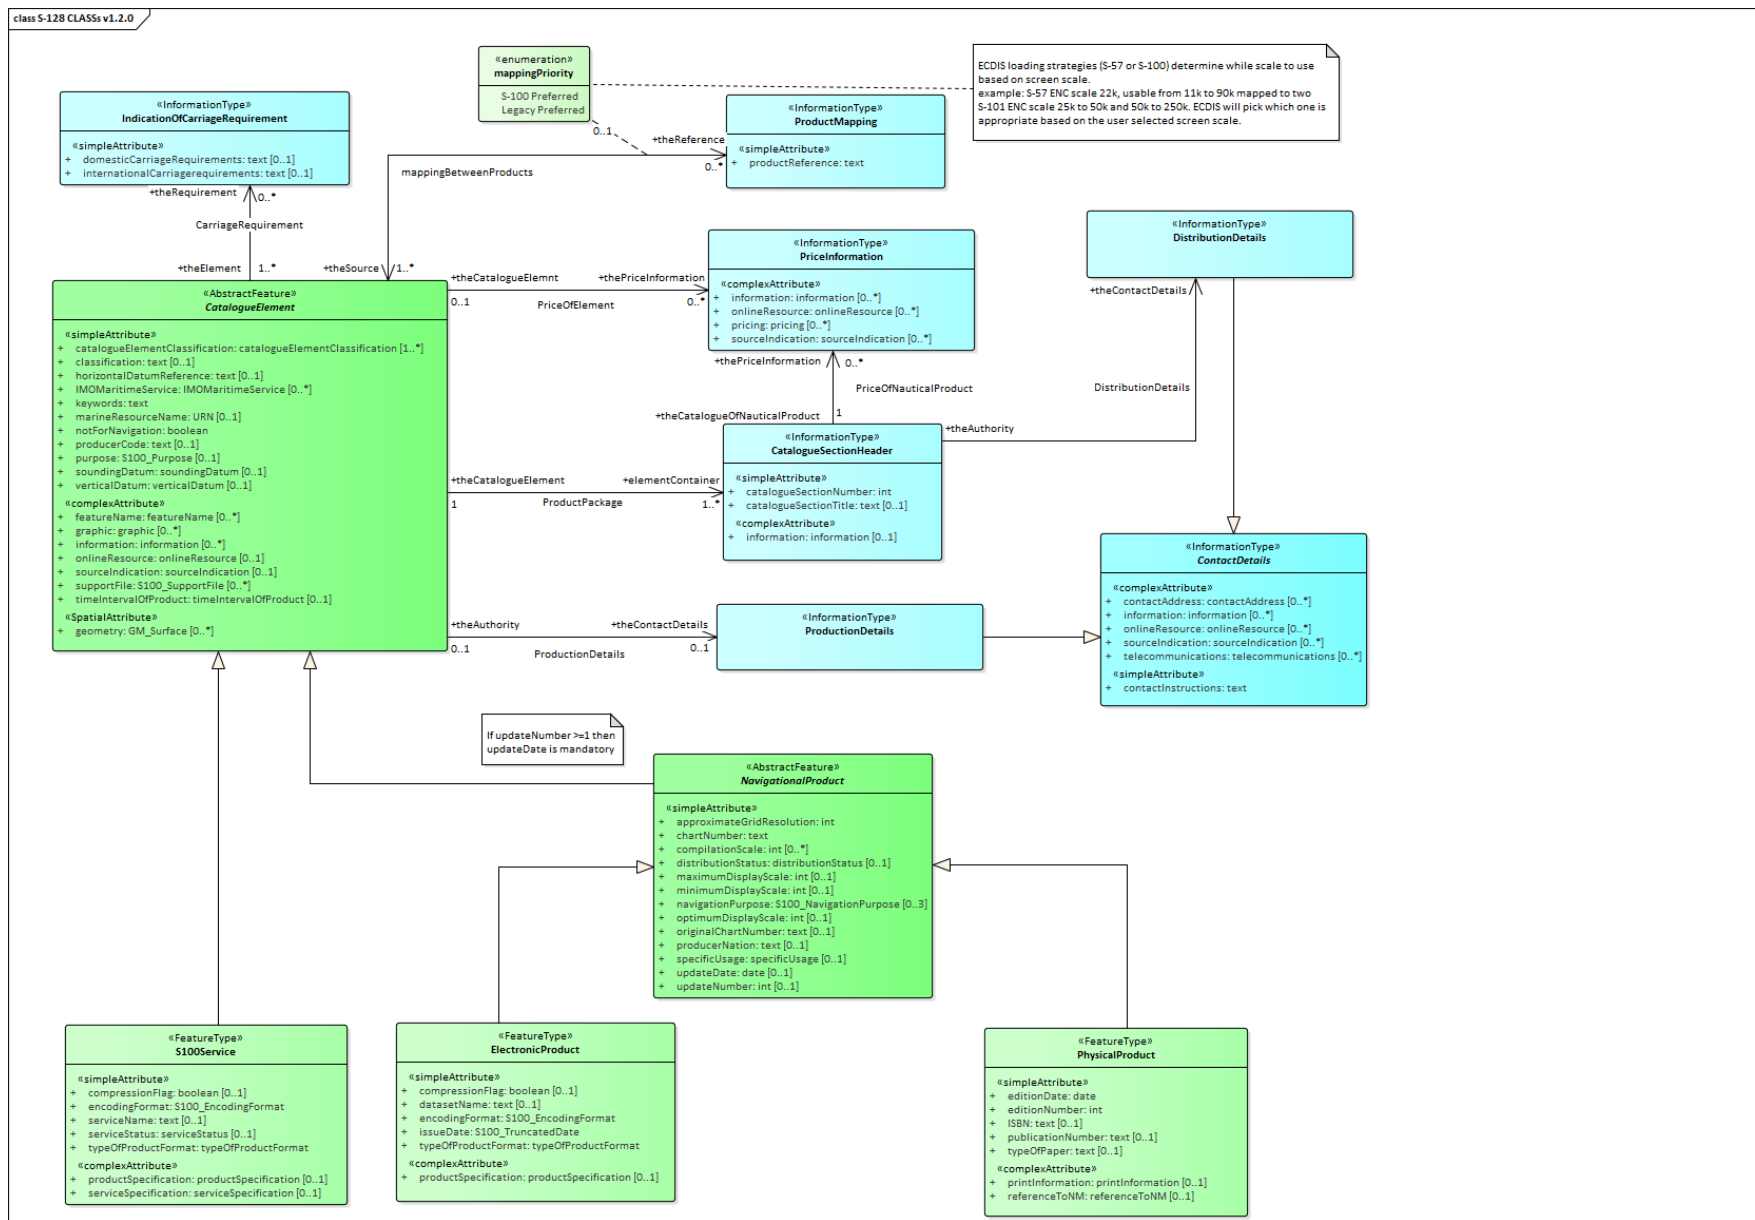 class S-128 CLASSs v1.2.0
«enumeration»
mappingPriority
S-100 Preferred
Legacy Preferred
0..1
ECDIS loading strategies (S-57 or S-100) determine while scale to use
based on screen scale.
example: S-57 ENC scale 22k, usable from 11k to 90k mapped to two
S-101 ENC scale 25k to 50k and 50k to 250k. ECDIS will pick which one is
appropriate based on the user selected screen scale.
«InformationType»
IndicationOfCarriageRequirement
«simpleAttribute»
+ domesticCarriageRequirements: text [0..1]
+ internationalCarriagerequirements: text [0..1]
«InformationType»
ProductMapping
«simpleAttribute»
+ productReference: text
+theReference
0..*
mappingBetweenProducts
+theRequirement
0..*
CarriageRequirement
+theElement
1..*
+theSource
1..*
«InformationType»
DistributionDetails
«InformationType»
PriceInformation
«complexAttribute»
+ information: information [0..*]
+ onlineResource: onlineResource [0..*]
+ pricing: pricing [0..*]
+ sourceIndication: sourceIndication [0..*]
+theCatalogueElemnt
+thePriceInformation
0..1
PriceOfElement
0..*
+theContactDetails
«AbstractFeature»
CatalogueElement
«simpleAttribute»
+ catalogueElementClassification: catalogueElementClassification [1..*]
+ classification: text [0..1]
+ horizontalDatumReference: text [0..1]
+ IMOMaritimeService: IMOMaritimeService [0..*]
+ keywords: text
+ marineResourceName: URN [0..1]
+ notForNavigation: boolean
+ producerCode: text [0..1]
+ purpose: S100_Purpose [0..1]
+ soundingDatum: soundingDatum [0..1]
+ verticalDatum: verticalDatum [0..1]
«complexAttribute»
+ featureName: featureName [0..*]
+ graphic: graphic [0..*]
+ information: information [0..*]
+ onlineResource: onlineResource [0..1]
+ sourceIndication: sourceIndication [0..1]
+ supportFile: S100_SupportFile [0..*]
+ timeIntervalOfProduct: timeIntervalOfProduct [0..1]
«SpatialAttribute»
+ geometry: GM_Surface [0..*]
+thePriceInformation
0..*
PriceOfNauticalProduct
DistributionDetails
+theCatalogueOfNauticalProduct
1
+theAuthority
«InformationType»
CatalogueSectionHeader
«simpleAttribute»
+ catalogueSectionNumber: int
+ catalogueSectionTitle: text [0..1]
«complexAttribute»
+ information: information [0..1]
+theCatalogueElement
+elementContainer
1
ProductPackage
1..*
«InformationType»
ContactDetails
«complexAttribute»
+ contactAddress: contactAddress [0..*]
+ information: information [0..*]
+ onlineResource: onlineResource [0..*]
+ sourceIndication: sourceIndication [0..*]
+ telecommunications: telecommunications [0..*]
«simpleAttribute»
+ contactInstructions: text
+theAuthority
+theContactDetails
0..1
ProductionDetails
0..1
«InformationType»
ProductionDetails
If updateNumber >=1 then
updateDate is mandatory
«AbstractFeature»
NavigationalProduct
«simpleAttribute»
+ approximateGridResolution: int
+ chartNumber: text
+ compilationScale: int [0..*]
+ distributionStatus: distributionStatus [0..1]
+ maximumDisplayScale: int [0..1]
+ minimumDisplayScale: int [0..1]
+ navigationPurpose: S100_NavigationPurpose [0..3]
+ optimumDisplayScale: int [0..1]
+ originalChartNumber: text [0..1]
+ producerNation: text [0..1]
+ specificUsage: specificUsage [0..1]
+ updateDate: date [0..1]
+ updateNumber: int [0..1]
«FeatureType»
S100Service
«simpleAttribute»
+ compressionFlag: boolean [0..1]
+ encodingFormat: S100_EncodingFormat
+ serviceName: text [0..1]
+ serviceStatus: serviceStatus [0..1]
+ typeOfProductFormat: typeOfProductFormat
«complexAttribute»
+ productSpecification: productSpecification [0..1]
+ serviceSpecification: serviceSpecification [0..1]
«FeatureType»
ElectronicProduct
«simpleAttribute»
+ compressionFlag: boolean [0..1]
+ datasetName: text [0..1]
+ encodingFormat: S100_EncodingFormat
+ issueDate: S100_TruncatedDate
+ typeOfProductFormat: typeOfProductFormat
«complexAttribute»
+ productSpecification: productSpecification [0..1]
«FeatureType»
PhysicalProduct
«simpleAttribute»
+ editionDate: date
+ editionNumber: int
+ ISBN: text [0..1]
+ publicationNumber: text [0..1]
+ typeOfPaper: text [0..1]
«complexAttribute»
+ printInformation: printInformation [0..1]
+ referenceToNM: referenceToNM [0..1]